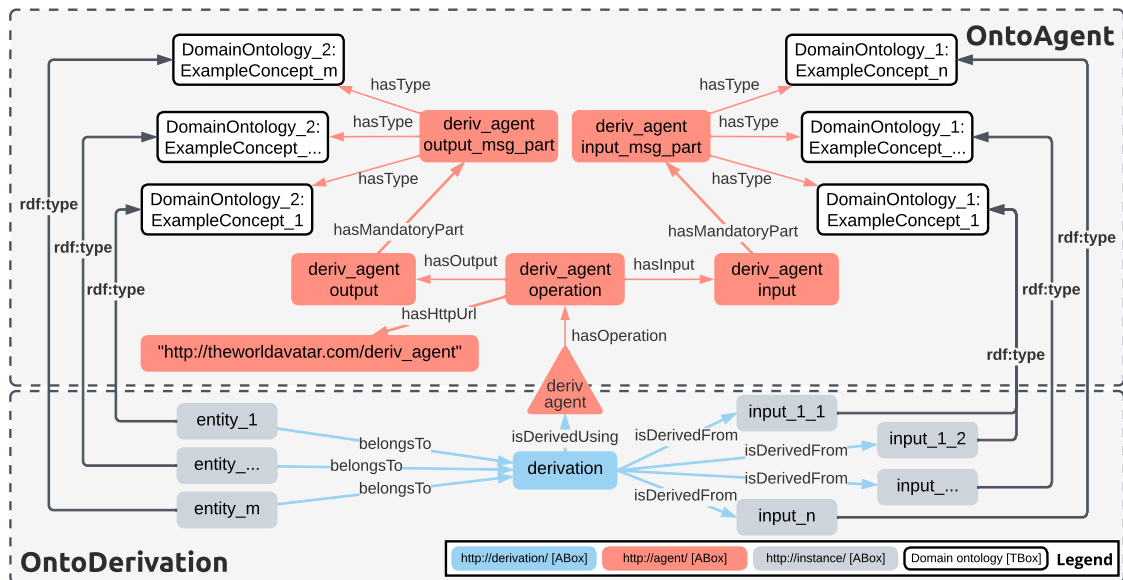 OntoAgent
DomainOntology_2:
ExampleConcept_m
DomainOntology_1:
ExampleConcept_n
hasType
hasType
DomainOntology_2:
ExampleConcept_...
hasType
deriv_agent
output_msg_part
deriv_agent
input_msg_part
hasType
DomainOntology_1:
ExampleConcept_...
hasType
hasType
DomainOntology_2:
ExampleConcept_1
DomainOntology_1:
ExampleConcept_1
rdf:type
rdf:type
rdf:type
hasMandatoryPart
hasMandatoryPart
rdf:type
rdf:type
rdf:type
deriv_agent
output
hasOutput
deriv_agent
operation
hasInput
deriv_agent
input
hasHttpUrl
"http://theworldavatar.com/deriv_agent"
hasOperation
deriv
agent
entity_1
entity_...
entity_m
belongsTo
belongsTo
belongsTo
isDerivedUsing
derivation
isDerivedFrom
isDerivedFrom
isDerivedFrom
isDerivedFrom
input_1_1
input_1_2
input_...
input_n
OntoDerivation
http://derivation/ [ABox]
http://agent/ [ABox]
http://instance/ [ABox]
Domain ontology [TBox]
Legend